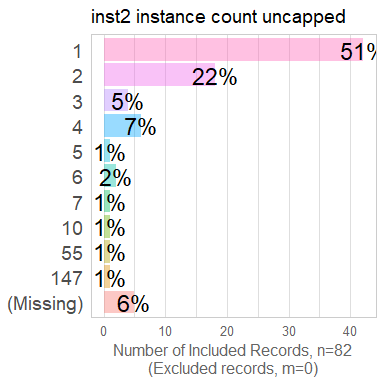 inst2 instance count uncapped
1 51%
2 22%
3 5%
4 7%
5 1%
6 2%
7 1%
10 1%
55 1%
147 1%
(Missing) 6%
0 10 20 30 40
Number of Included Records, n=82
(Excluded records, m=0)